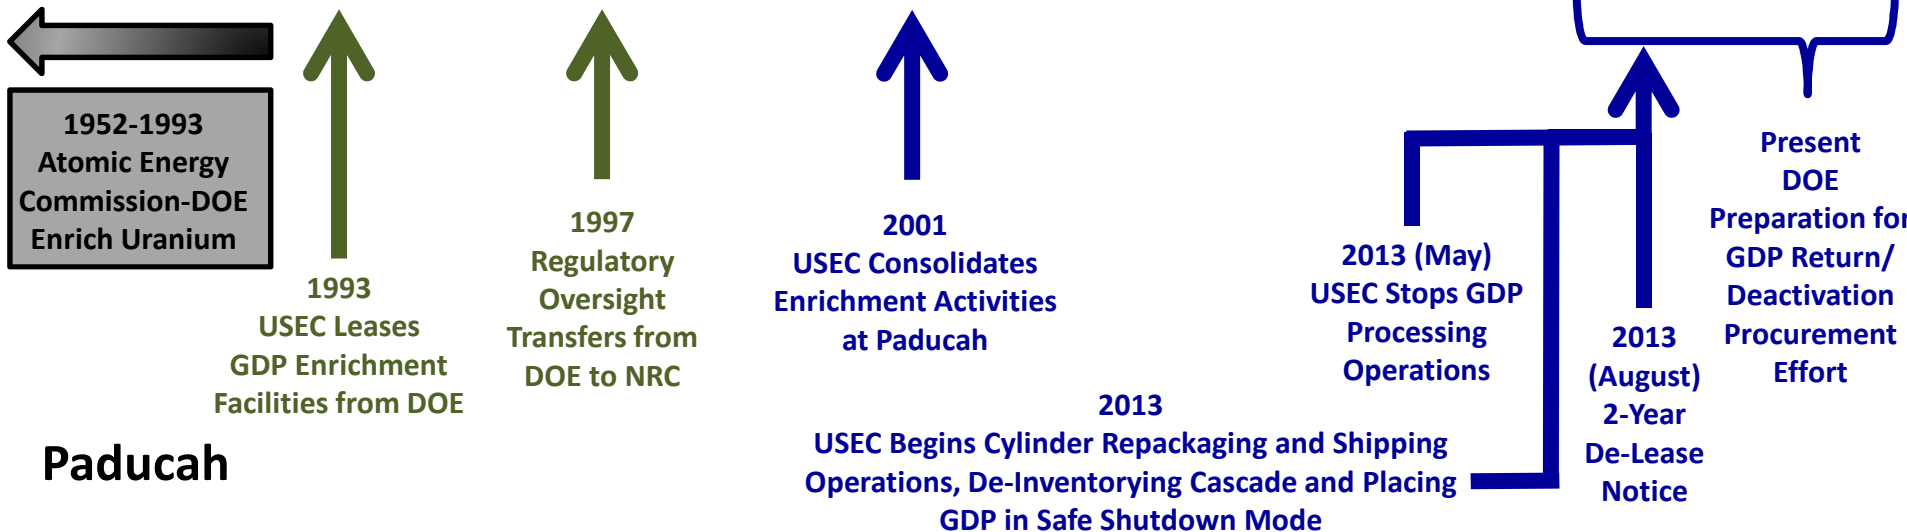 1952-1993
Atomic Energy
Commission-DOE
Enrich Uranium
1993
USEC Leases
GDP Enrichment
Facilities from DOE
1997
Regulatory
Oversight
Transfers from
DOE to NRC
2001
USEC Consolidates
Enrichment Activities
at Paducah
2013
USEC Begins Cylinder Repackaging and Shipping
Operations, De-Inventorying Cascade and Placing
GDP in Safe Shutdown Mode
2013 (May)
USEC Stops GDP
Processing
Operations
2013
(August)
2-Year
De-Lease
Notice
Present
DOE
Preparation for
GDP Return/
Deactivation
Procurement
Effort
Paducah